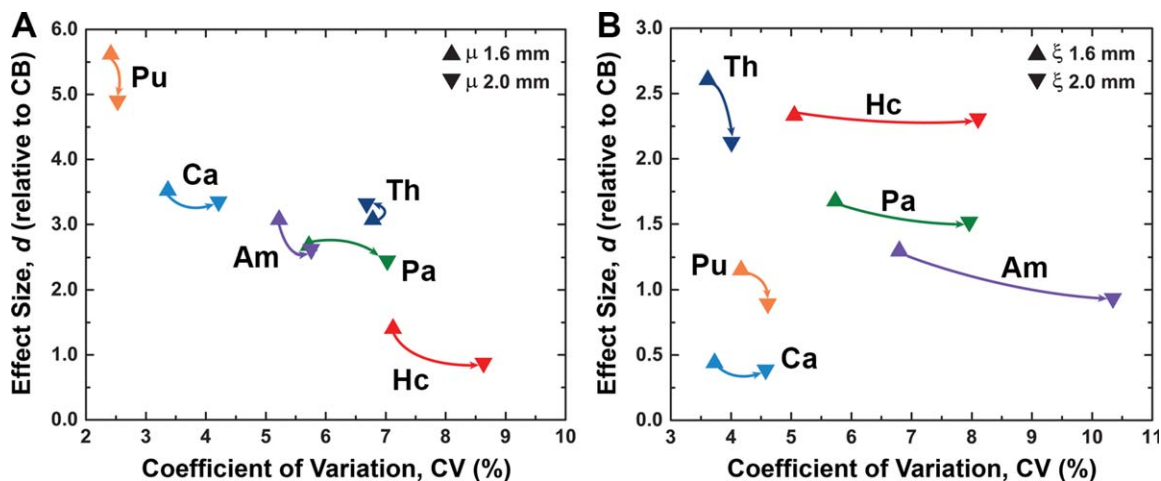 A
Effect Size, d (relative to CB)
6.0
5.0
4.0
3.0
2.0
1.0
0.0
▲ μ 1.6 mm
▼ μ 2.0 mm
Pu
Ca
Th
Am
Pa
Hc
2 3 4 5 6 7 8 9 10
Coefficient of Variation, CV (%)
B
Effect Size, d (relative to CB)
3.0
2.5
2.0
1.5
1.0
0.5
0.0
▲ ξ 1.6 mm
▼ ξ 2.0 mm
Th
Hc
Pa
Pu
Am
Ca
3 4 5 6 7 8 9 10 11
Coefficient of Variation, CV (%)